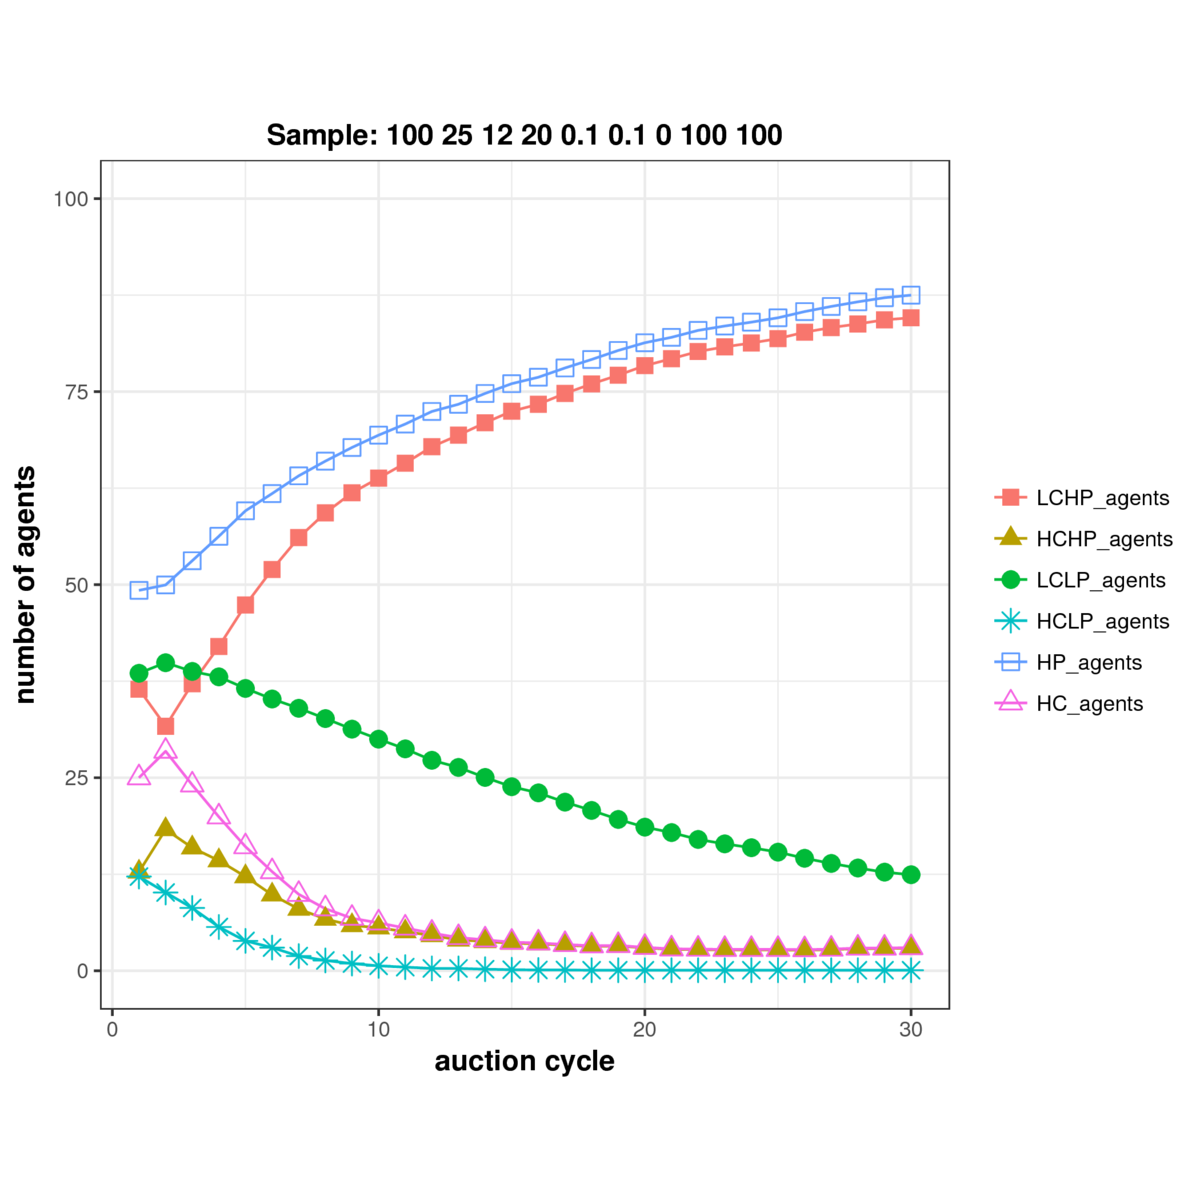 Sample: 100 25 12 20 0.1 0.1 0 100 100
100
75
50
25
0
number of agents
0 10 20 30
auction cycle
LCHP_agents
HCHP_agents
LCLP_agents
HCLP_agents
HP_agents
HC_agents